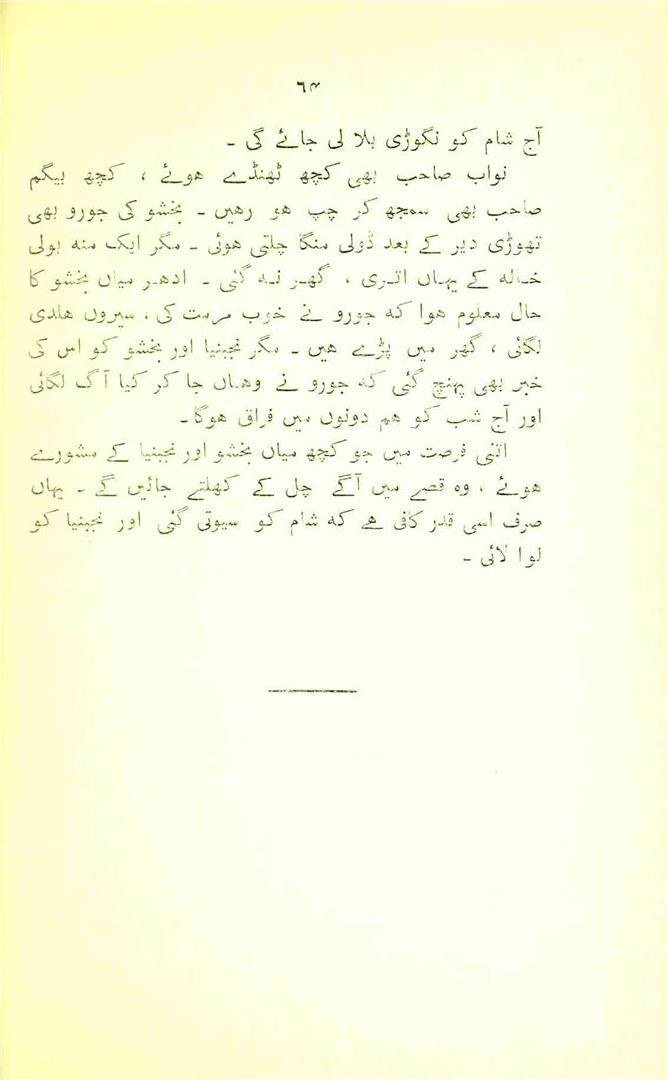 ٦٤
آج شام کو نگوڑی بلا لی جائے گی ۔
نواب صاحب بھی کچھ ٹھنڈے ہوئے ، کچھ بیگم
صاحب بھی سمجھ کر چپ ہو رہیں ۔ بخشو کی جورو بھی
تھوڑی دیر کے بعد ڈولی منگا چلتی ہوئی ۔ مگر ایک منہ بولی
خالہ کے یہاں اتری ، گھر نہ گئی ۔ ادھر میاں بخشو کا
حال معلوم ہوا کہ جورو نے خوب مرمت کی ، سیروں ہلدی
لگائی ، گھر میں پڑے ہیں ۔ مگر نجبنیا اور بخشو کو اس کی
خبر بھی پہنچ گئی کہ جورو نے وہاں جا کر کیا آگ لگائی
اور آج شب کو ہم دونوں میں فراق ہوگا ۔
اتنی فرصت میں جو کچھ میاں بخشو اور نجبنیا کے مشورے
ہوئے ، وہ قصے میں آگے چل کے کھلتے جائیں گے ۔ یہاں
صرف اسی قدر کافی ہے کہ شام کو سیوتی گئی اور نجبنیا کو
لوا لائی ۔